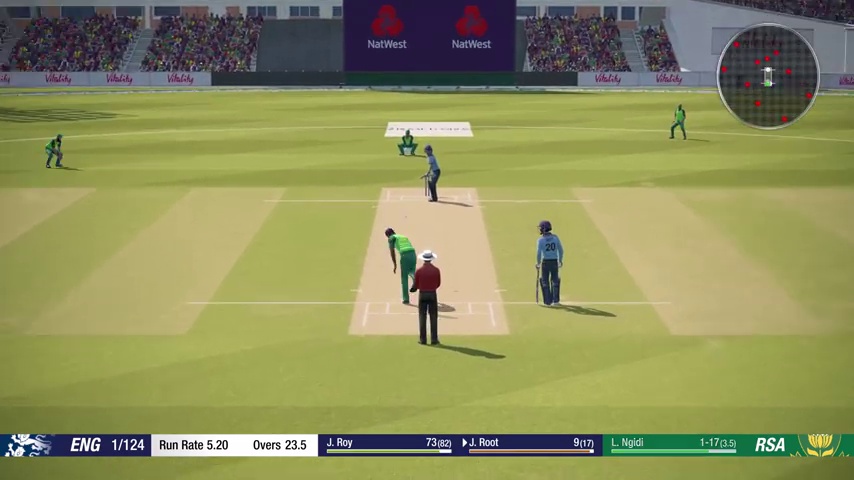 NatWest NatWest
Vitality Vitality Vitality Vitality Vitality
20
ENG 1/124 Run Rate 5.20 Overs 23.5 J. Roy 73(82) J. Root 9(17) L. Ngidi 1-17(3.5) RSA